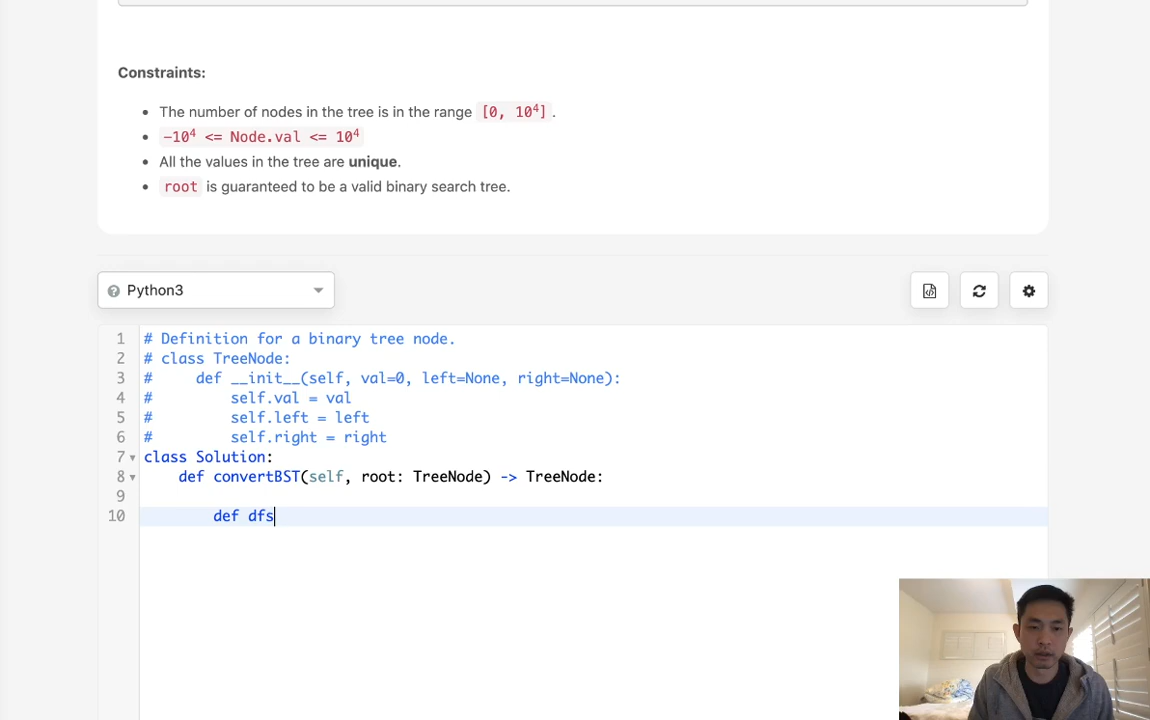 Constraints:
• The number of nodes in the tree is in the range [0, 10⁴].
• -10⁴ <= Node.val <= 10⁴
• All the values in the tree are unique.
• root is guaranteed to be a valid binary search tree.
Python3
1 # Definition for a binary tree node.
2 # class TreeNode:
3 #     def __init__(self, val=0, left=None, right=None):
4 #         self.val = val
5 #         self.left = left
6 #         self.right = right
7 class Solution:
8     def convertBST(self, root: TreeNode) -> TreeNode:
9
10         def dfs